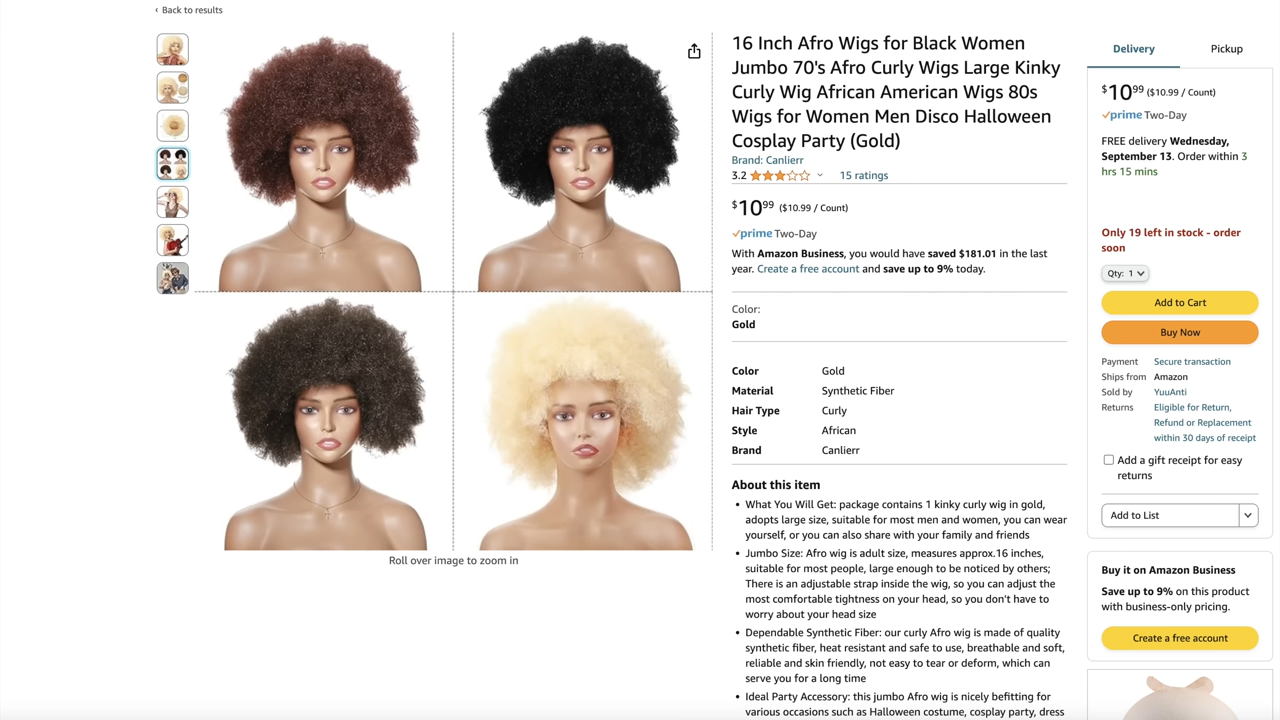 ‹ Back to results
16 Inch Afro Wigs for Black Women
Jumbo 70's Afro Curly Wigs Large Kinky
Curly Wig African American Wigs 80s
Wigs for Women Men Disco Halloween
Cosplay Party (Gold)
Brand: Canlierr
3.2
15 ratings
$10 99 ($10.99 / Count)
prime Two-Day
With Amazon Business, you would have saved $181.01 in the last
year. Create a free account and save up to 9% today.
Color:
Gold
Color Gold
Material Synthetic Fiber
Hair Type Curly
Style African
Brand Canlierr
About this item
• What You Will Get: package contains 1 kinky curly wig in gold,
adopts large size, suitable for most men and women, you can wear
yourself, or you can also share with your family and friends
• Jumbo Size: Afro wig is adult size, measures approx.16 inches,
suitable for most people, large enough to be noticed by others;
There is an adjustable strap inside the wig, so you can adjust the
most comfortable tightness on your head, so you don't have to
worry about your head size
• Dependable Synthetic Fiber: our curly Afro wig is made of quality
synthetic fiber, heat resistant and safe to use, breathable and soft,
reliable and skin friendly, not easy to tear or deform, which can
serve you for a long time
• Ideal Party Accessory: this jumbo Afro wig is nicely befitting for
various occasions such as Halloween costume, cosplay party, dress
Roll over image to zoom in
Delivery Pickup
$10 99 ($10.99 / Count)
prime Two-Day
FREE delivery Wednesday,
September 13. Order within 3
hrs 15 mins
Only 19 left in stock - order
soon
Qty: 1
Add to Cart
Buy Now
Payment Secure transaction
Ships from Amazon
Sold by YuuAnti
Returns Eligible for Return,
Refund or Replacement
within 30 days of receipt
Add a gift receipt for easy
returns
Add to List
Buy it on Amazon Business
Save up to 9% on this product
with business-only pricing.
Create a free account